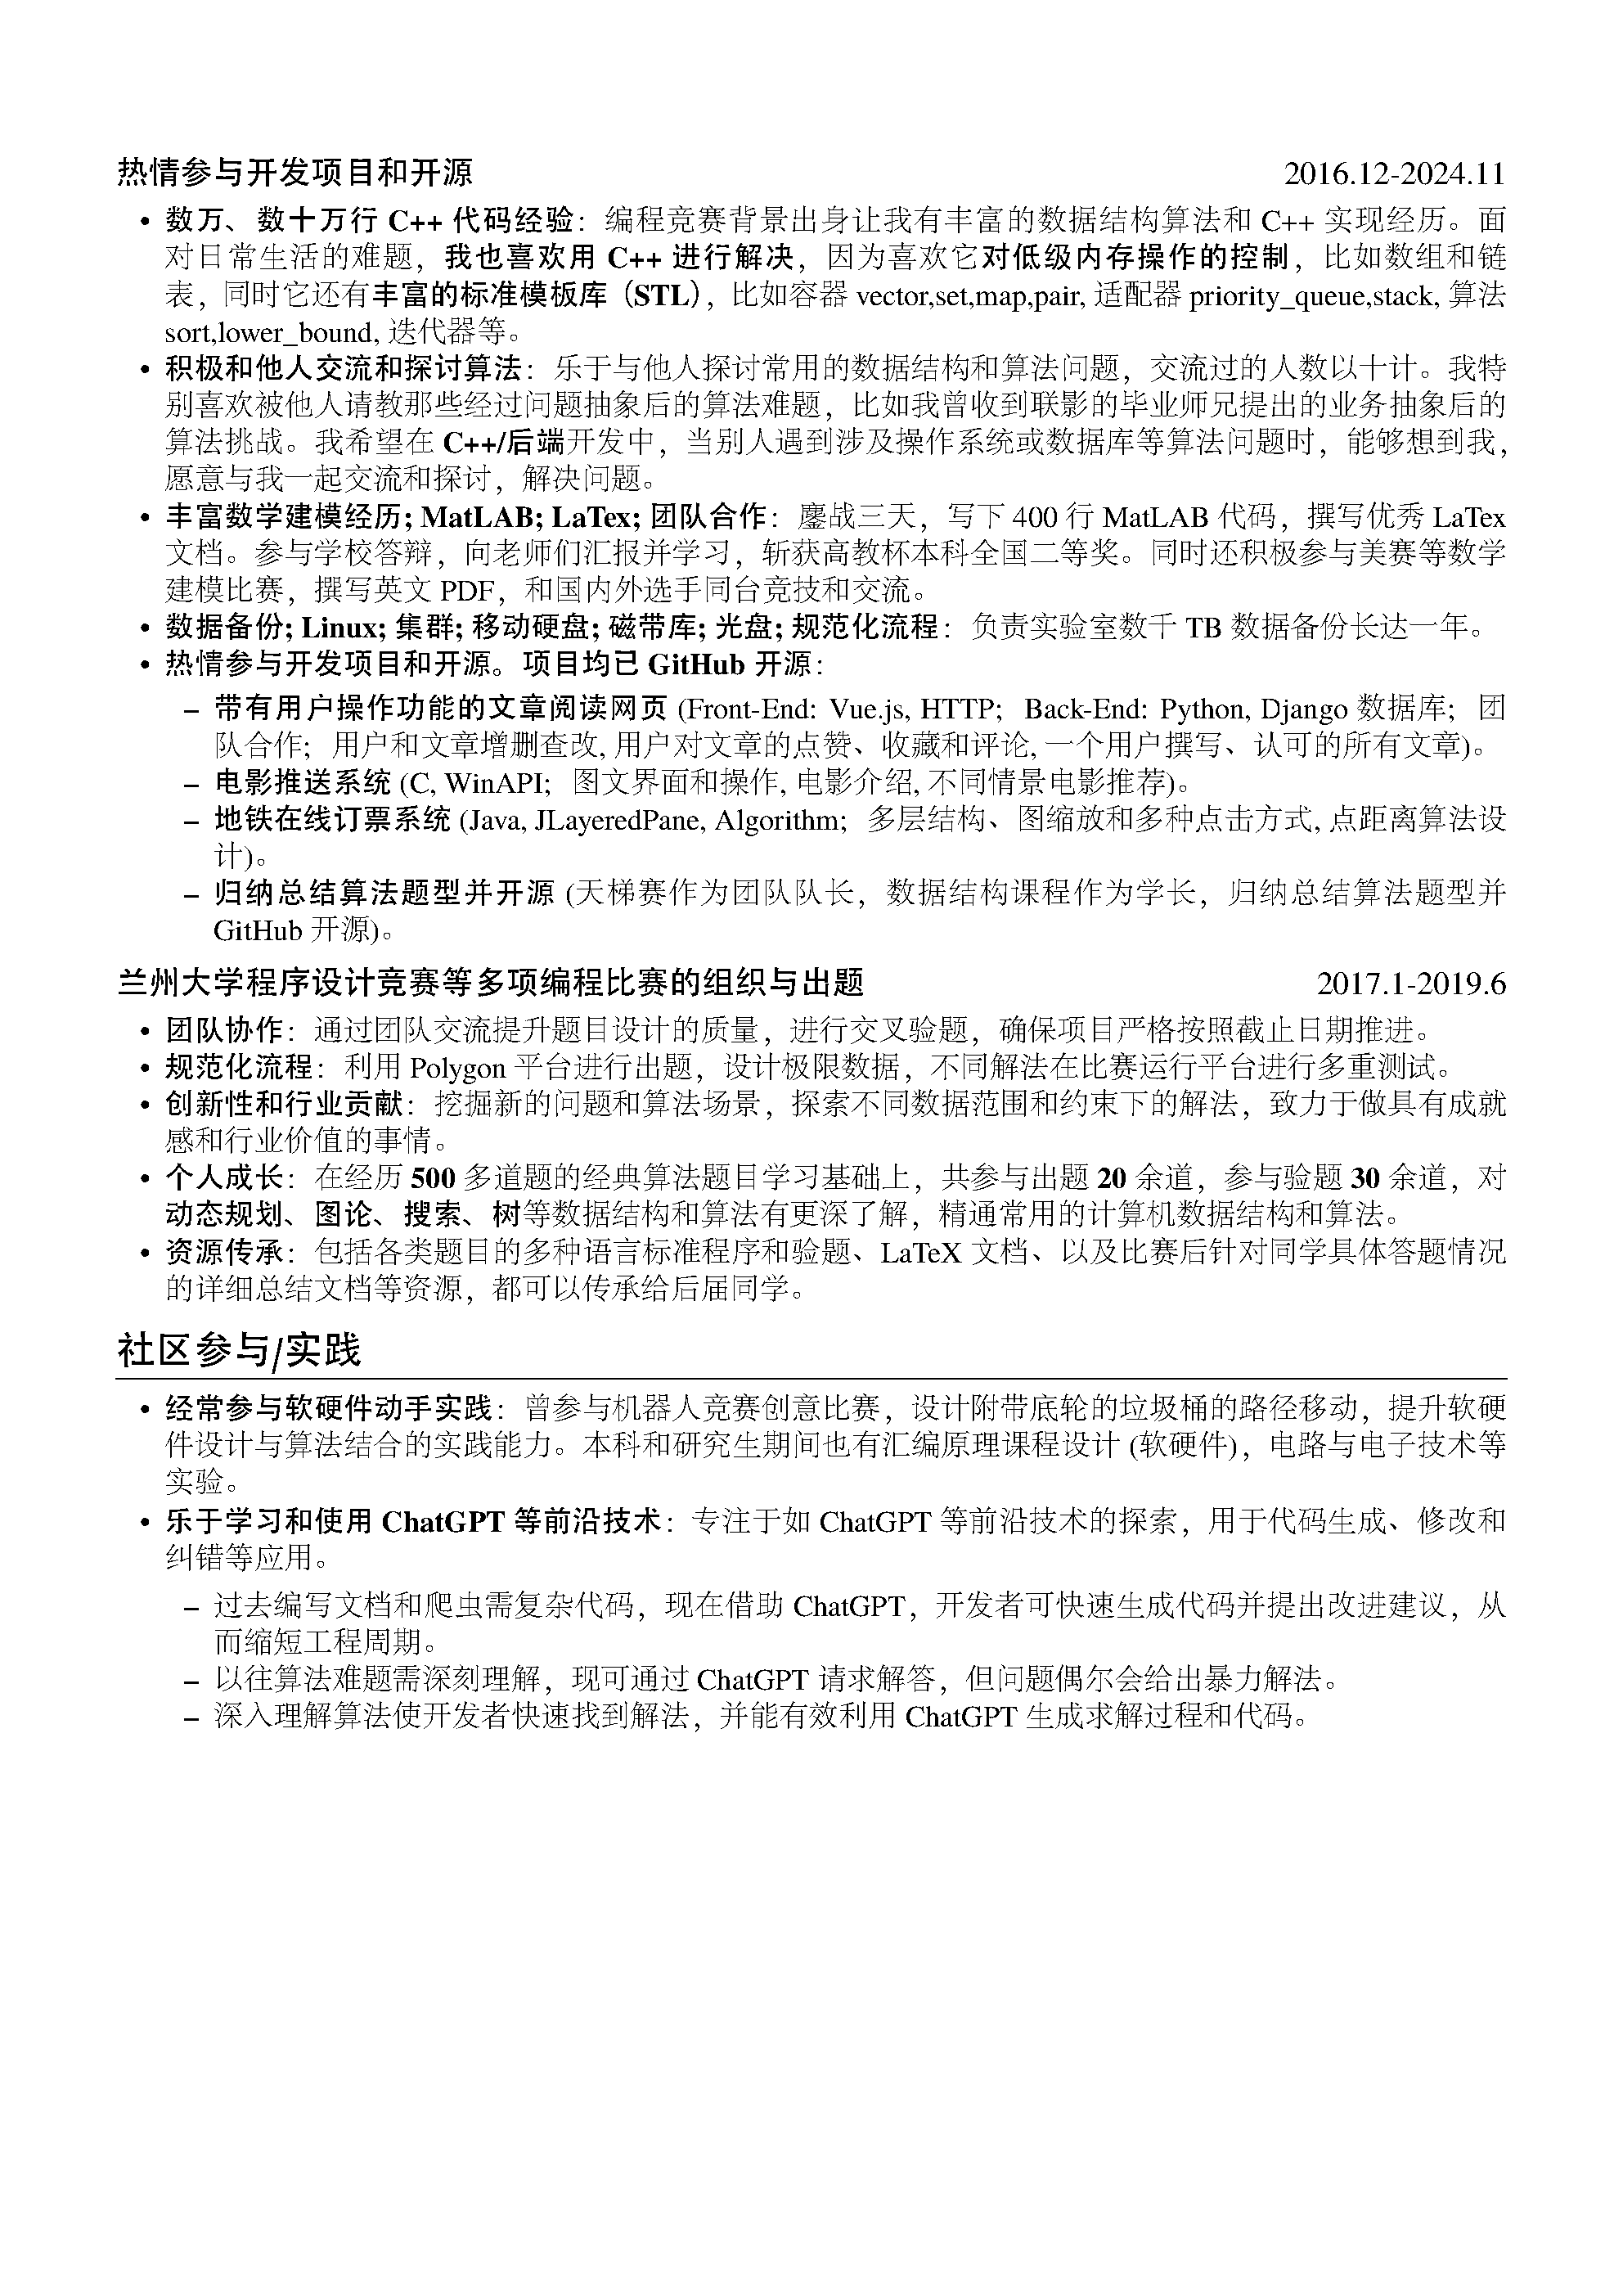 热情参与开发项目和开源 2016.12-2024.11
• 数万、数十万行 C++ 代码经验：编程竞赛背景出身让我有丰富的数据结构算法和 C++ 实现经历。面
对日常生活的难题，我也喜欢用 C++ 进行解决，因为喜欢它对低级内存操作的控制，比如数组和链
表，同时它还有丰富的标准模板库（STL），比如容器 vector,set,map,pair, 适配器 priority_queue,stack, 算法
sort,lower_bound, 迭代器等。
• 积极和他人交流和探讨算法：乐于与他人探讨常用的数据结构和算法问题，交流过的人数以十计。我特
别喜欢被他人请教那些经过问题抽象后的算法难题，比如我曾收到联影的毕业师兄提出的业务抽象后的
算法挑战。我希望在 C++/后端开发中，当别人遇到涉及操作系统或数据库等算法问题时，能够想到我，
愿意与我一起交流和探讨，解决问题。
• 丰富数学建模经历; MatLAB; LaTex; 团队合作：鏖战三天，写下 400 行 MatLAB 代码，撰写优秀 LaTex
文档。参与学校答辩，向老师们汇报并学习，斩获高教杯本科全国二等奖。同时还积极参与美赛等数学
建模比赛，撰写英文 PDF，和国内外选手同台竞技和交流。
• 数据备份; Linux; 集群; 移动硬盘; 磁带库; 光盘; 规范化流程：负责实验室数千 TB 数据备份长达一年。
• 热情参与开发项目和开源。项目均已 GitHub 开源：
– 带有用户操作功能的文章阅读网页 (Front-End: Vue.js, HTTP; Back-End: Python, Django 数据库；团
队合作；用户和文章增删查改, 用户对文章的点赞、收藏和评论, 一个用户撰写、认可的所有文章)。
– 电影推送系统 (C, WinAPI; 图文界面和操作, 电影介绍, 不同情景电影推荐)。
– 地铁在线订票系统 (Java, JLayeredPane, Algorithm; 多层结构、图缩放和多种点击方式, 点距离算法设
计)。
– 归纳总结算法题型并开源 (天梯赛作为团队队长，数据结构课程作为学长，归纳总结算法题型并
GitHub 开源)。
兰州大学程序设计竞赛等多项编程比赛的组织与出题 2017.1-2019.6
• 团队协作：通过团队交流提升题目设计的质量，进行交叉验题，确保项目严格按照截止日期推进。
• 规范化流程：利用 Polygon 平台进行出题，设计极限数据，不同解法在比赛运行平台进行多重测试。
• 创新性和行业贡献：挖掘新的问题和算法场景，探索不同数据范围和约束下的解法，致力于做具有成就
感和行业价值的事情。
• 个人成长：在经历 500 多道题的经典算法题目学习基础上，共参与出题 20 余道，参与验题 30 余道，对
动态规划、图论、搜索、树等数据结构和算法有更深了解，精通常用的计算机数据结构和算法。
• 资源传承：包括各类题目的多种语言标准程序和验题、LaTeX 文档、以及比赛后针对同学具体答题情况
的详细总结文档等资源，都可以传承给后届同学。
社区参与/实践
• 经常参与软硬件动手实践：曾参与机器人竞赛创意比赛，设计附带底轮的垃圾桶的路径移动，提升软硬
件设计与算法结合的实践能力。本科和研究生期间也有汇编原理课程设计 (软硬件)，电路与电子技术等
实验。
• 乐于学习和使用 ChatGPT 等前沿技术：专注于如 ChatGPT 等前沿技术的探索，用于代码生成、修改和
纠错等应用。
– 过去编写文档和爬虫需复杂代码，现在借助 ChatGPT，开发者可快速生成代码并提出改进建议，从
而缩短工程周期。
– 以往算法难题需深刻理解，现可通过 ChatGPT 请求解答，但问题偶尔会给出暴力解法。
– 深入理解算法使开发者快速找到解法，并能有效利用 ChatGPT 生成求解过程和代码。